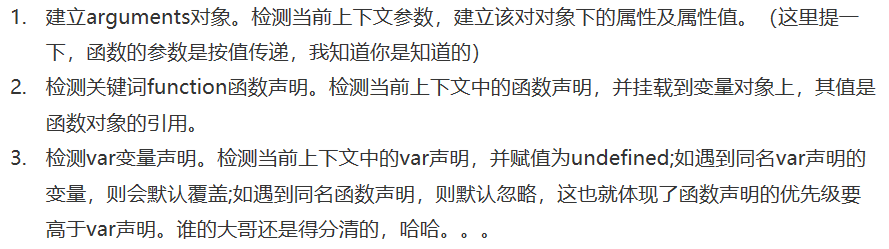 1. 建立arguments对象。检测当前上下文参数，建立该对对象下的属性及属性值。（这里提一
下，函数的参数是按值传递，我知道你是知道的）
2. 检测关键词function函数声明。检测当前上下文中的函数声明，并挂载到变量对象上，其值是
函数对象的引用。
3. 检测var变量声明。检测当前上下文中的var声明，并赋值为undefined;如遇到同名var声明的
变量，则会默认覆盖;如遇到同名函数声明，则默认忽略，这也就体现了函数声明的优先级要
高于var声明。谁的大哥还是得分清的，哈哈。。。